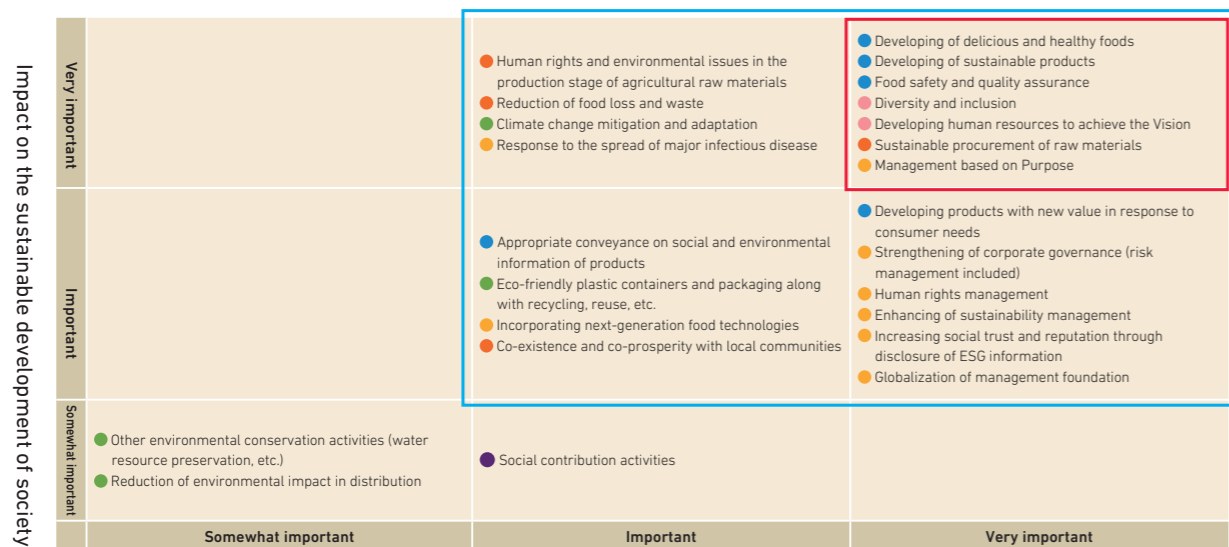 Impact on the sustainable development of society
Very important
Human rights and environmental issues in the
production stage of agricultural raw materials
Reduction of food loss and waste
Climate change mitigation and adaptation
Response to the spread of major infectious disease
Developing of delicious and healthy foods
Developing of sustainable products
Food safety and quality assurance
Diversity and inclusion
Developing human resources to achieve the Vision
Sustainable procurement of raw materials
Management based on Purpose
Important
Appropriate conveyance on social and environmental
information of products
Eco-friendly plastic containers and packaging along
with recycling, reuse, etc.
Incorporating next-generation food technologies
Co-existence and co-prosperity with local communities
Developing products with new value in response to
consumer needs
Strengthening of corporate governance (risk
management included)
Human rights management
Enhancing of sustainability management
Increasing social trust and reputation through
disclosure of ESG information
Globalization of management foundation
Somewhat important
Other environmental conservation activities (water
resource preservation, etc.)
Reduction of environmental impact in distribution
Social contribution activities
Somewhat important
Important
Very important